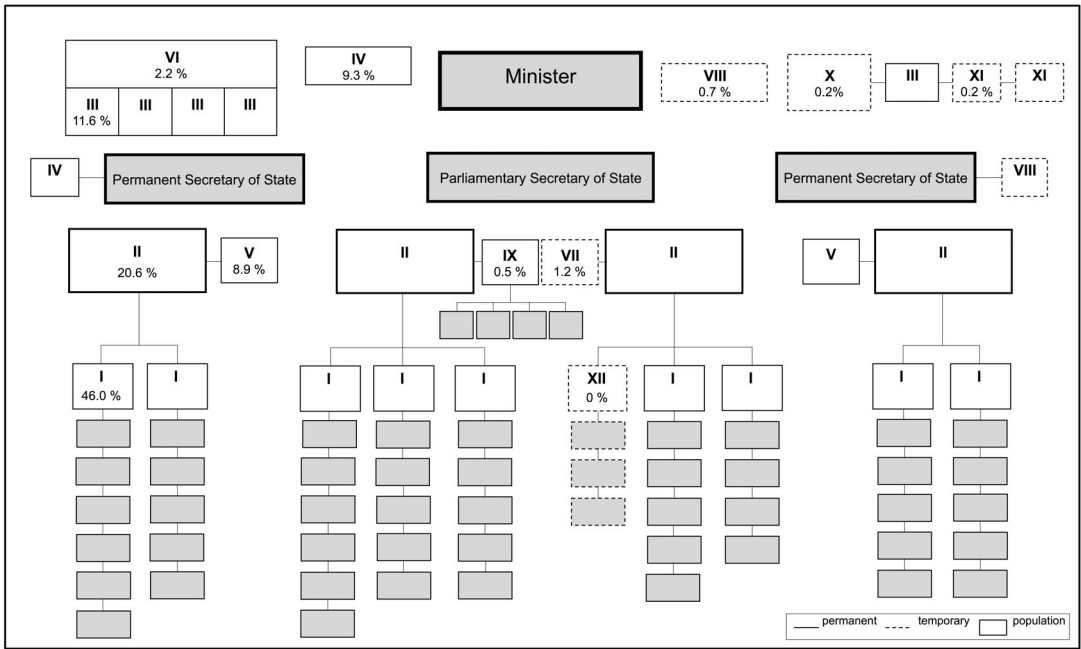 VI
2.2 %
III
11.6 %
III
III
III
IV
9.3 %
Minister
VIII
0.7 %
X
0.2%
III
XI
0.2 %
XI
IV
Permanent Secretary of State
Parliamentary Secretary of State
Permanent Secretary of State
VIII
II
20.6 %
V
8.9 %
II
IX
0.5 %
VII
1.2 %
II
V
II
I
46.0 %
I
I
I
I
XII
0 %
I
I
I
I
permanent
temporary
population